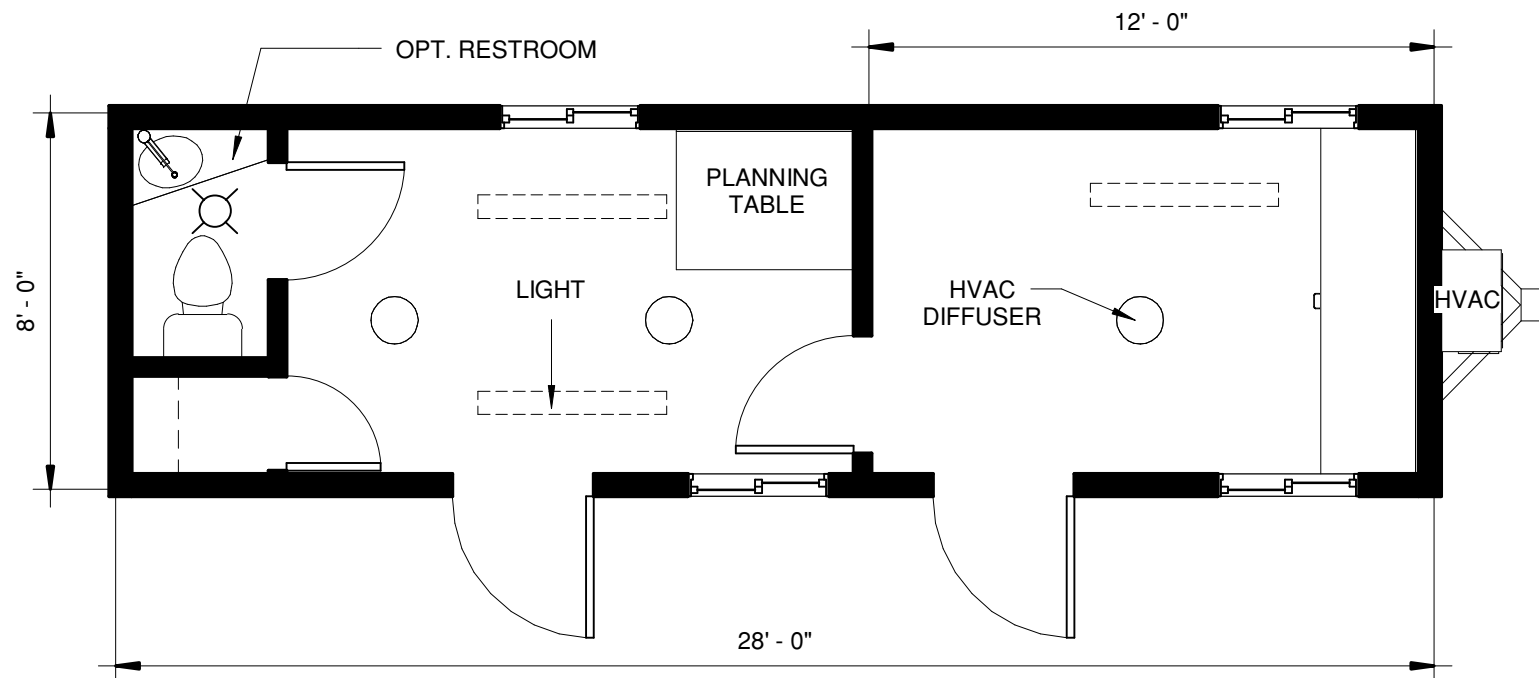 12' - 0"
OPT. RESTROOM
PLANNING
TABLE
8' - 0"
LIGHT
HVAC
DIFFUSER
HVAC
28' - 0"